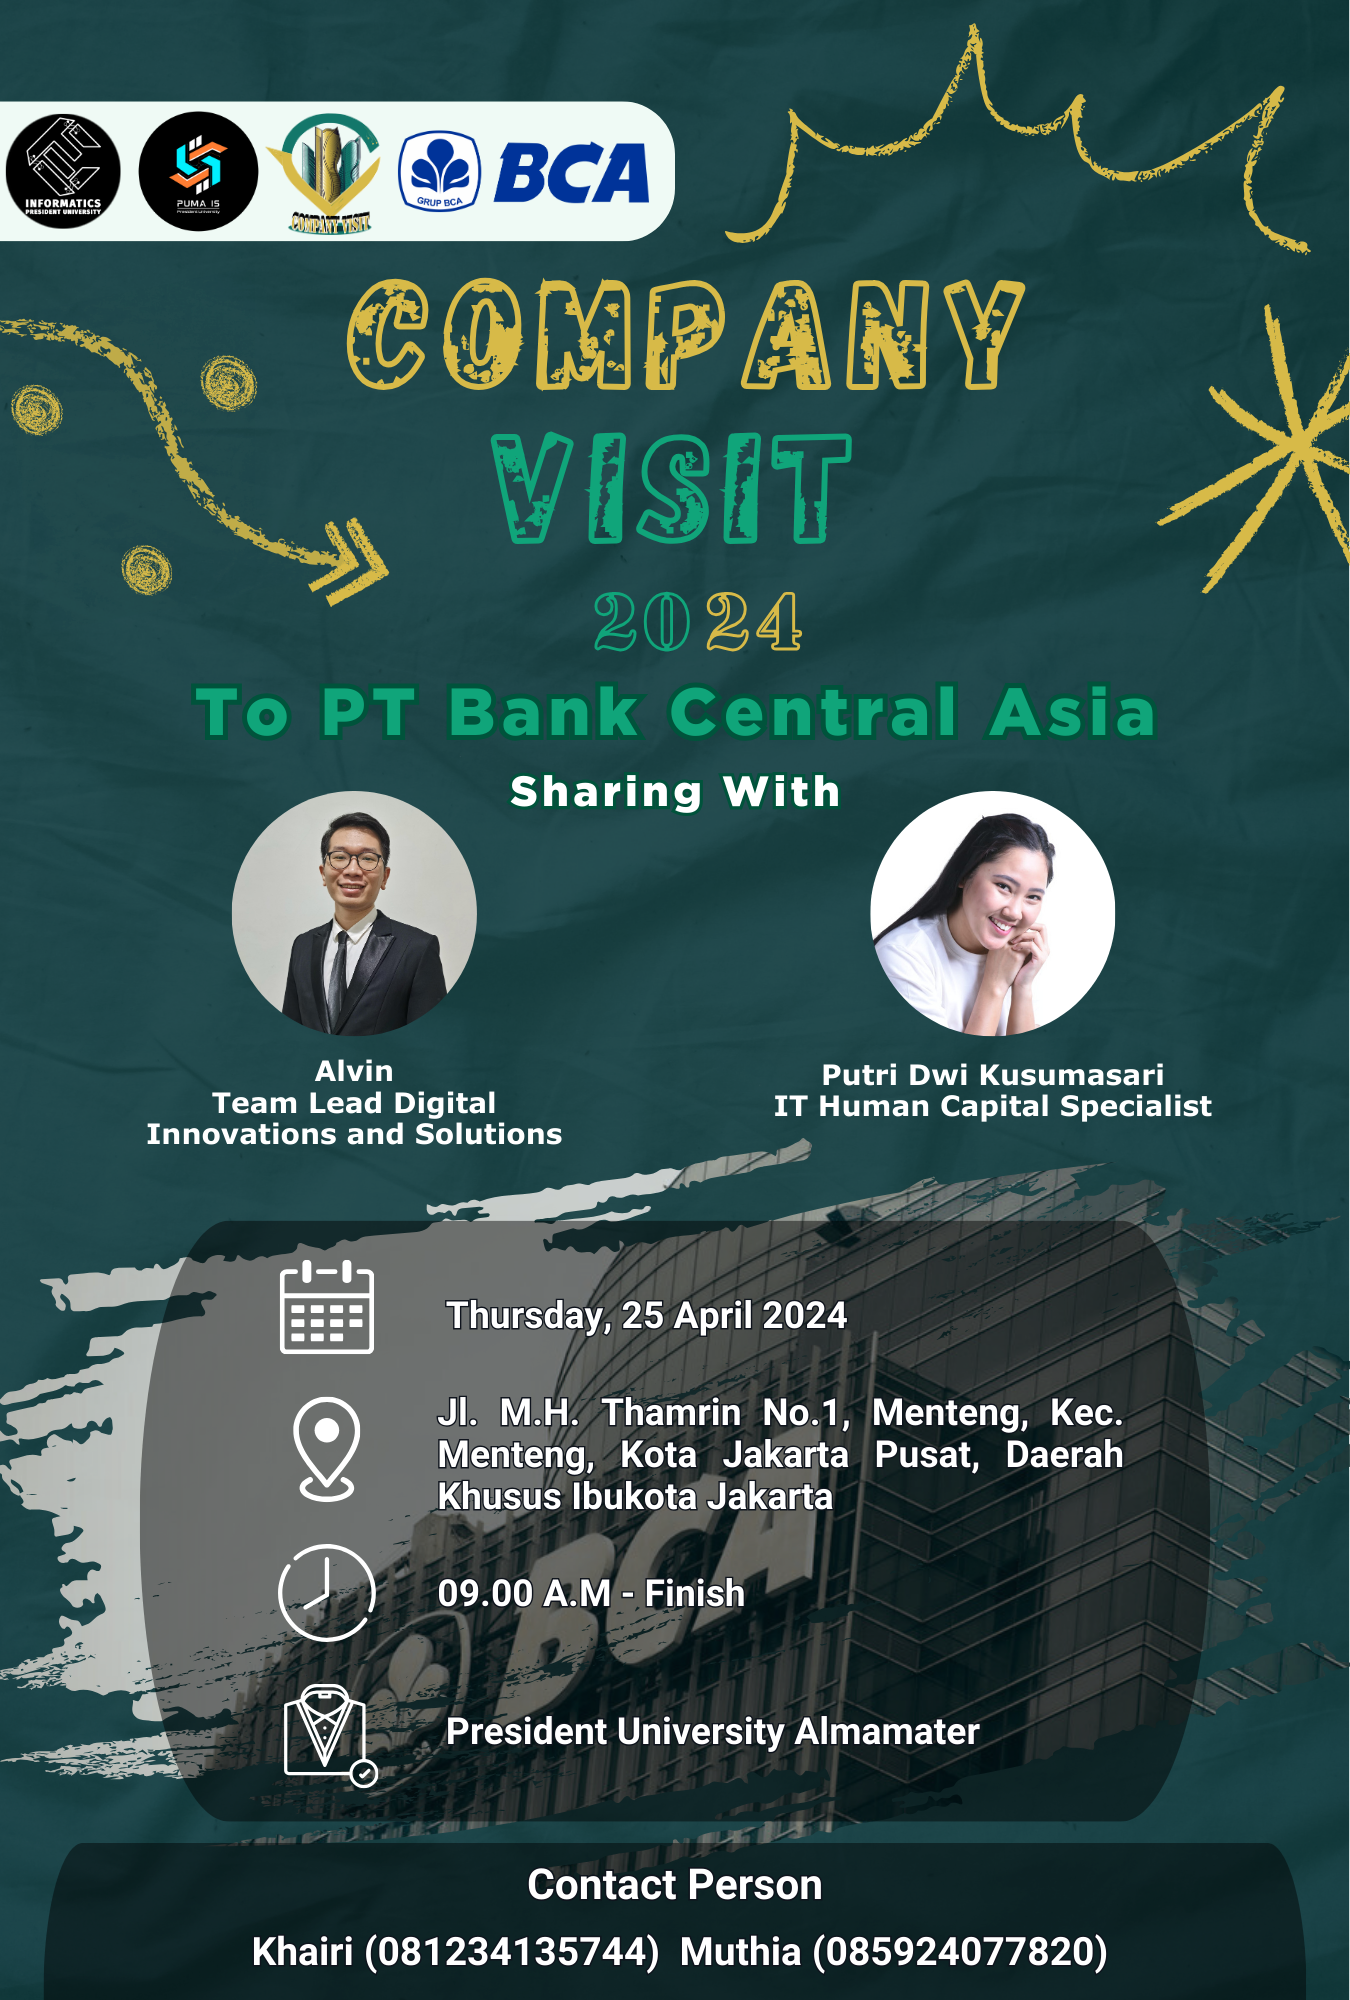 INFORMATICS
PRESIDENT UNIVERSITY
PUMA IS
President University
COMPANY VISIT
GRUP BCA
BCA
COMPANY
VISIT
2024
To PT Bank Central Asia
Sharing With
Alvin
Team Lead Digital
Innovations and Solutions
Putri Dwi Kusumasari
IT Human Capital Specialist
Thursday, 25 April 2024
Jl. M.H. Thamrin No.1, Menteng, Kec.
Menteng, Kota Jakarta Pusat, Daerah
Khusus Ibukota Jakarta
09.00 A.M - Finish
BCA
President University Almamater
Contact Person
Khairi (081234135744) Muthia (085924077820)